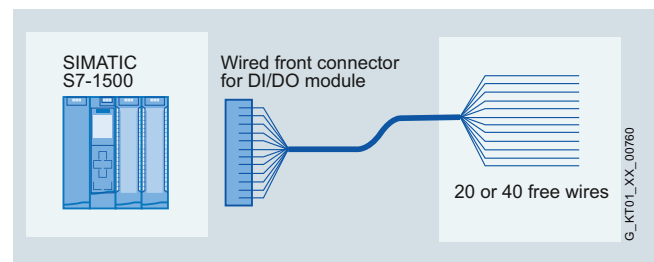 SIMATIC
S7-1500
Wired front connector
for DI/DO module
20 or 40 free wires
G_KT01_XX_00760